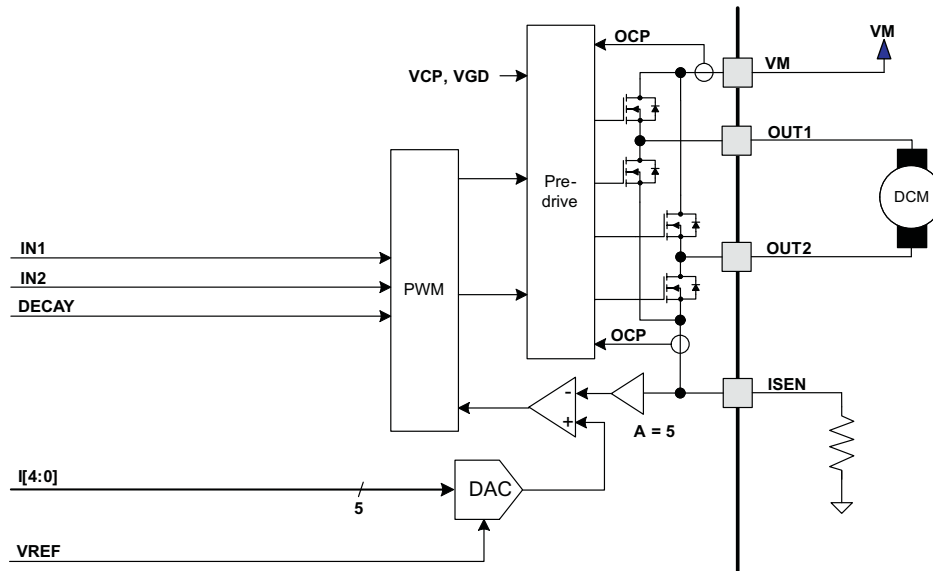 OCP
VM
VM
VCP, VGD
OUT1
Pre-
drive
DCM
IN1
OUT2
IN2
PWM
DECAY
OCP
ISEN
-
+
A = 5
I[4:0]
5
DAC
VREF